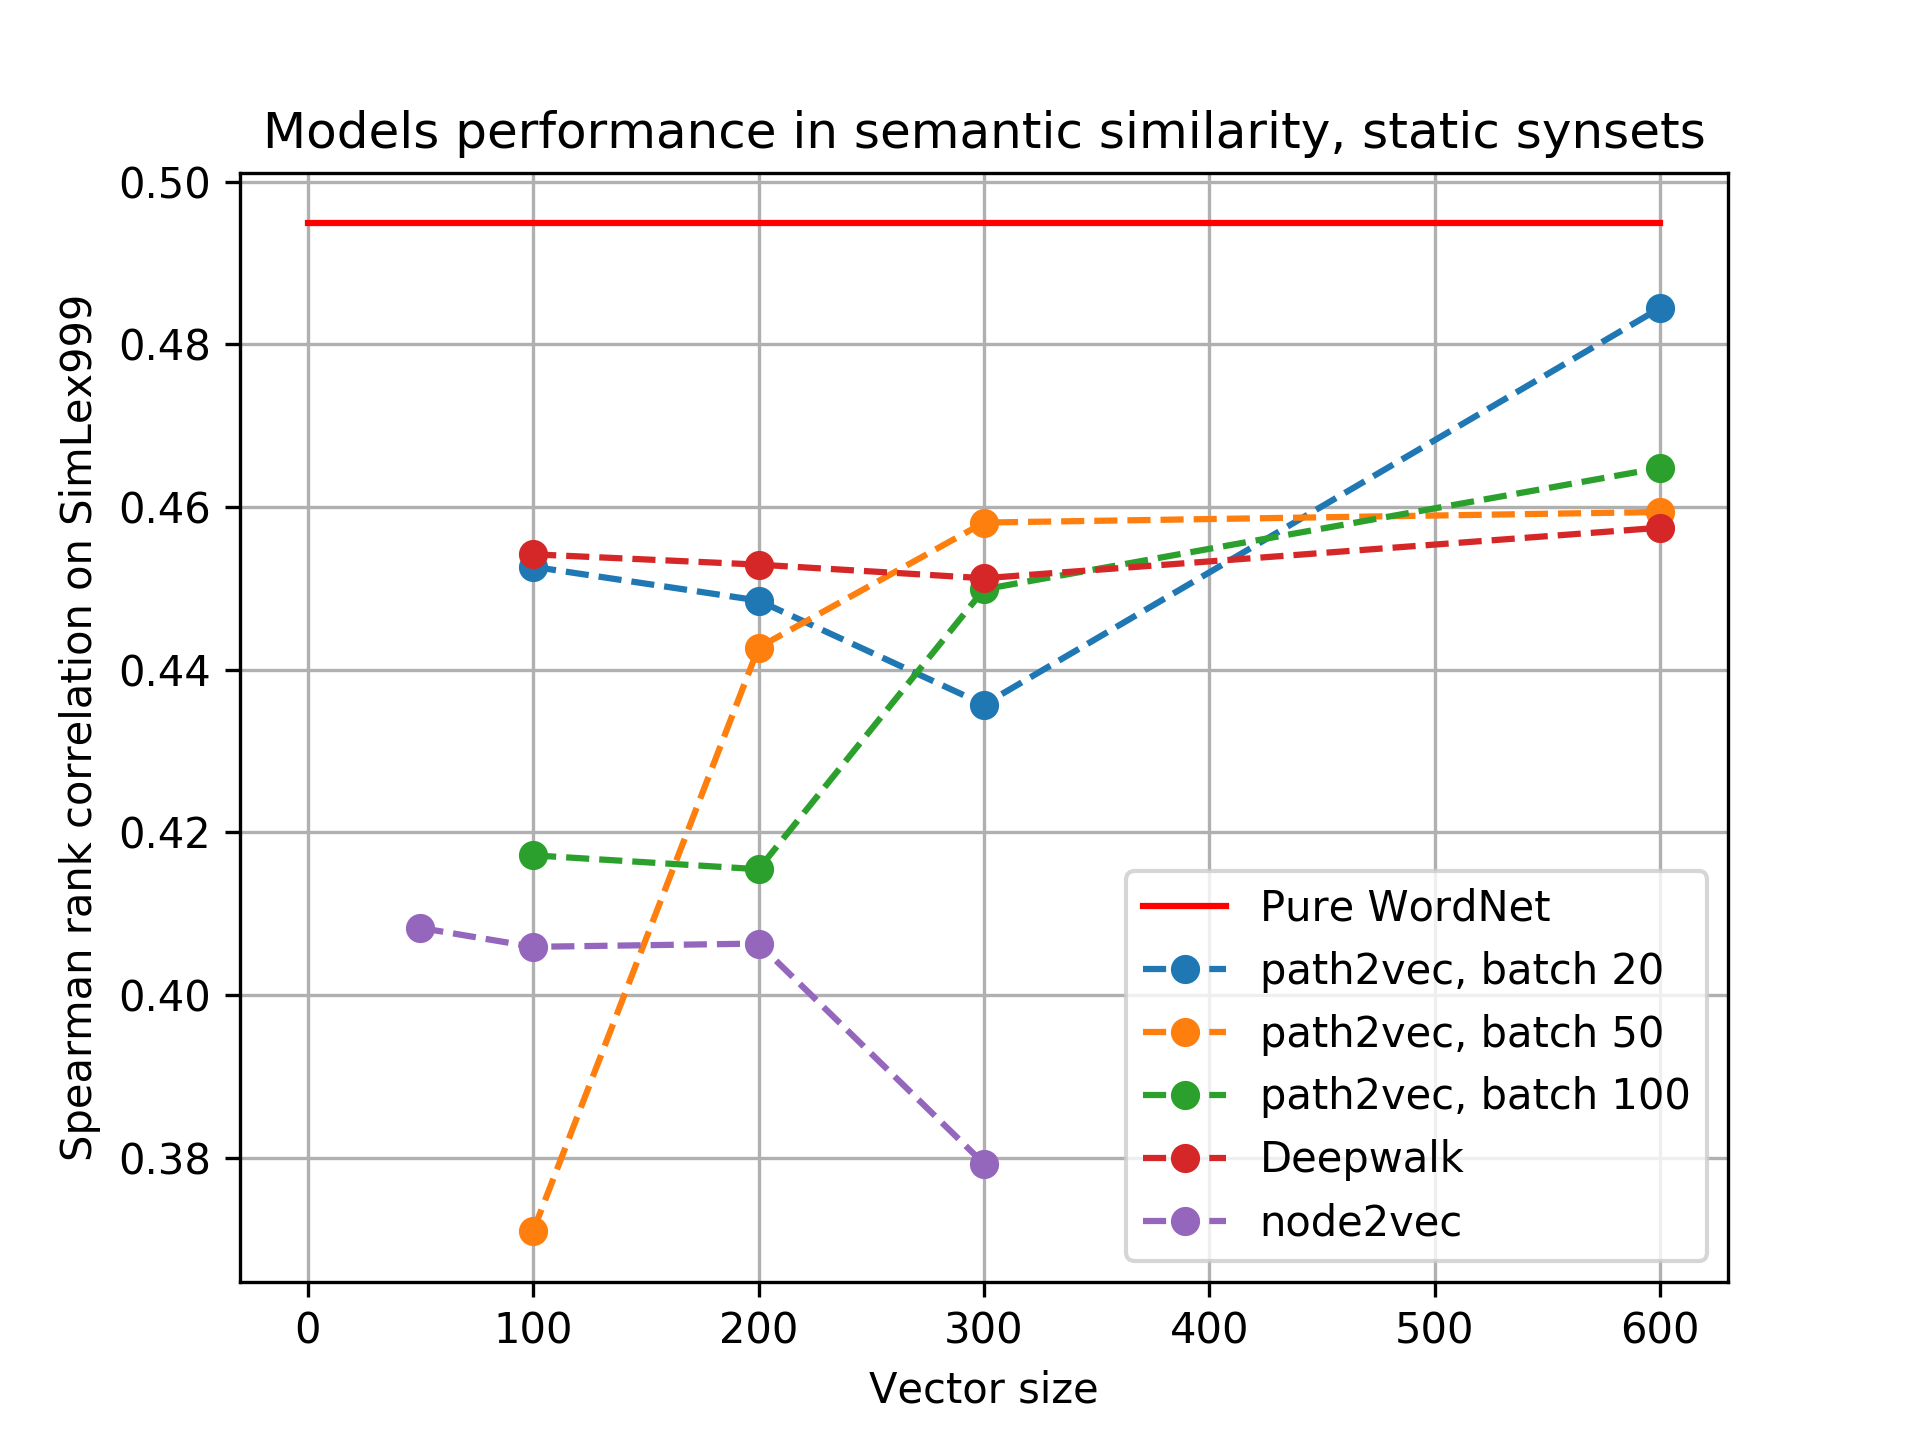 Models performance in semantic similarity, static synsets
0.50
0.48
0.46
0.44
0.42
0.40
0.38
Spearman rank correlation on SimLex999
Pure WordNet
path2vec, batch 20
path2vec, batch 50
path2vec, batch 100
Deepwalk
node2vec
0 100 200 300 400 500 600
Vector size